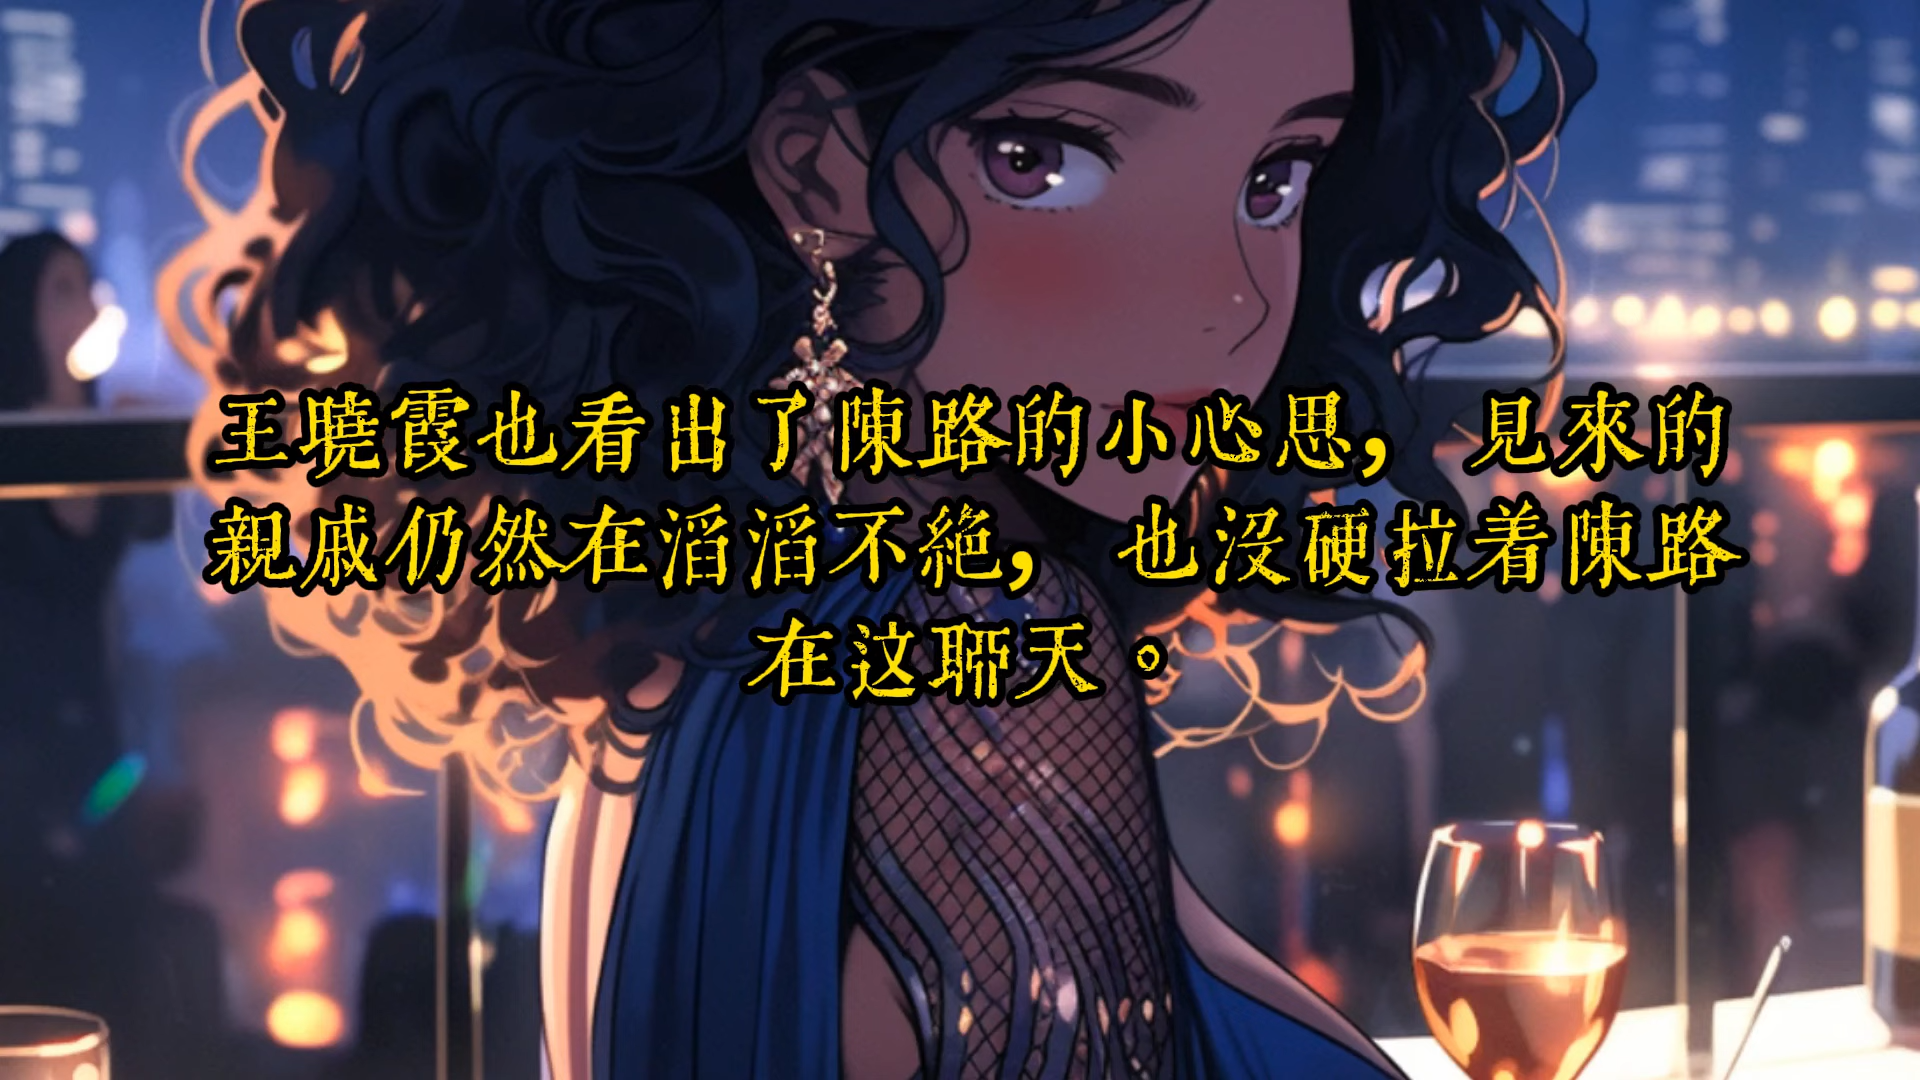 王曉霞也看出了陳路的小心思，見來的
親戚仍然在滔滔不絶，也沒硬拉着陳路
在这聊天。